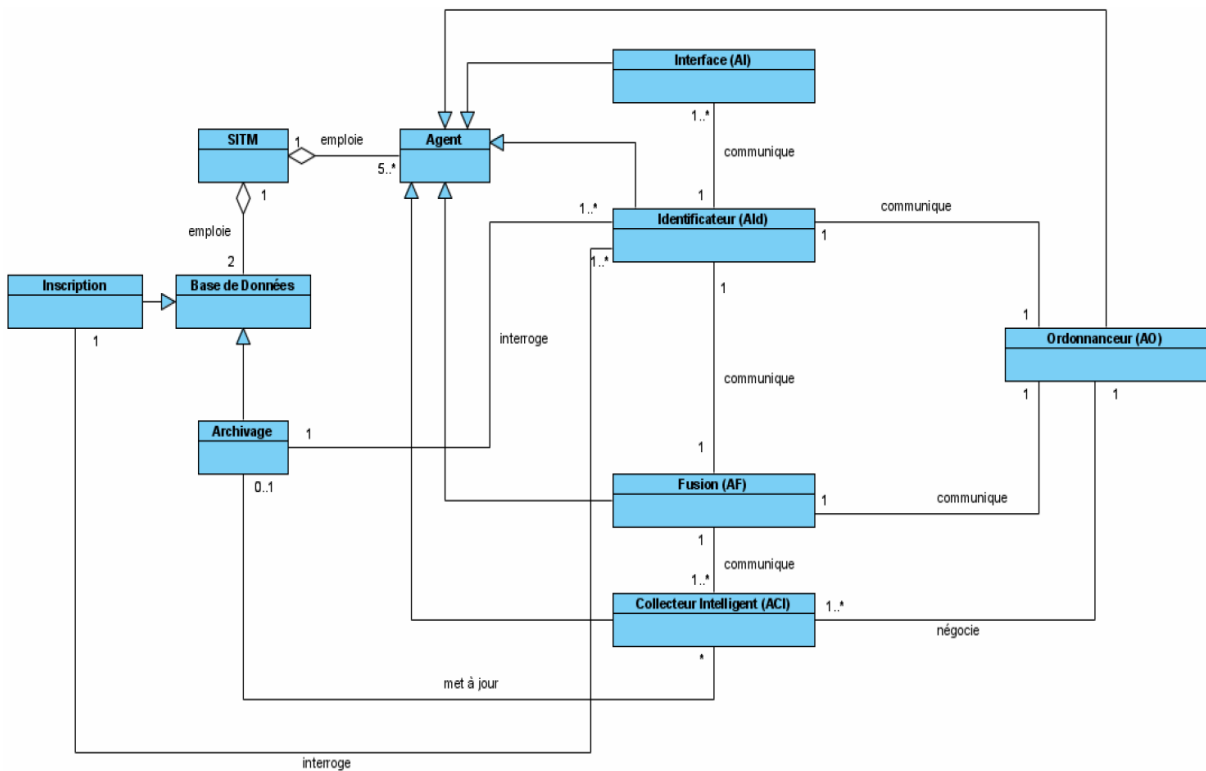 Interface (AI)
1..*
SITM
1
emploie
Agent
5..*
communique
1
emploie
1
1..*
Identificateur (AId)
communique
1
1..*
2
Inscription
Base de Données
1
1
interroge
1
Ordonnanceur (AO)
communique
1
1
Archivage
1
1
0..1
Fusion (AF)
1
communique
1
communique
1..*
Collecteur Intelligent (ACI)
1..*
négocie
*
met à jour
interroge